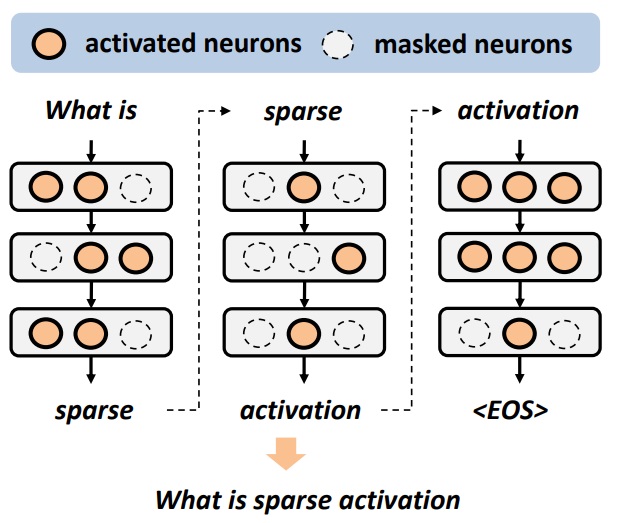 activated neurons masked neurons
What is sparse activation
sparse activation <EOS>
What is sparse activation